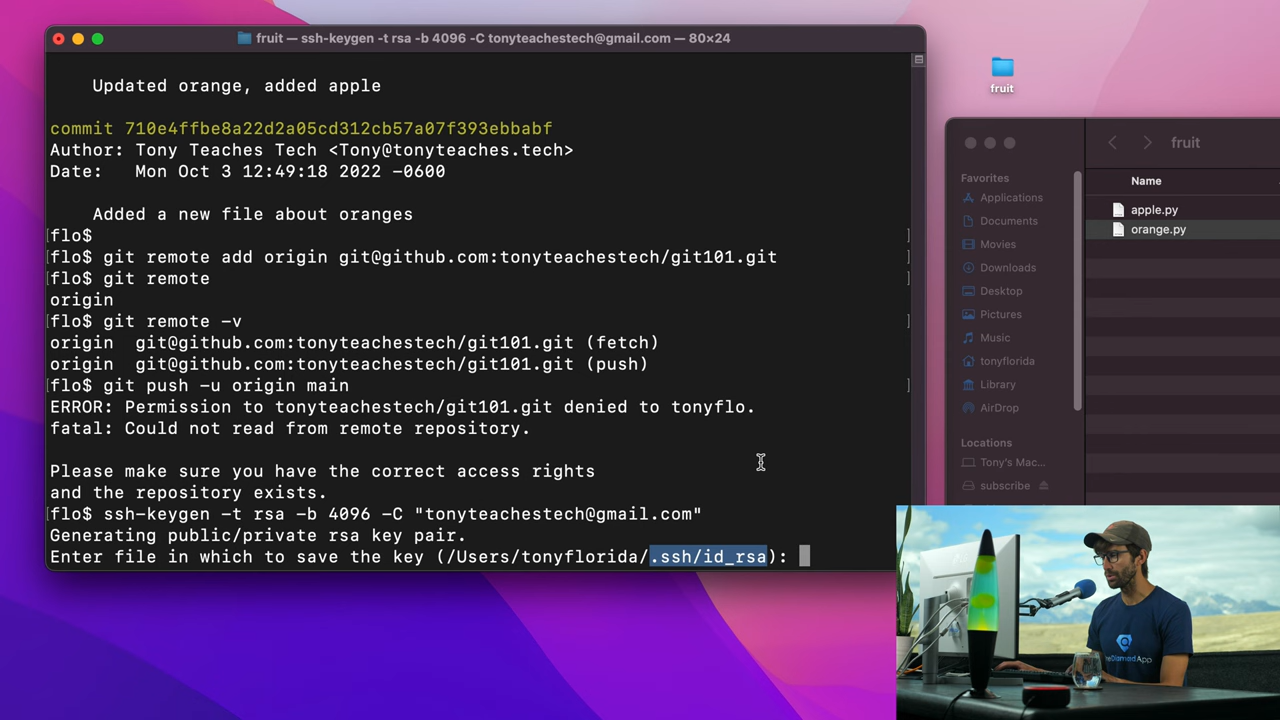 fruit — ssh-keygen -t rsa -b 4096 -C tonyteachestech@gmail.com — 80×24
Updated orange, added apple
commit 710e4ffbe8a22d2a05cd312cb57a07f393ebbabf
Author: Tony Teaches Tech <Tony@tonyteaches.tech>
Date:   Mon Oct 3 12:49:18 2022 -0600
Added a new file about oranges
[flo$ ]
[flo$ git remote add origin git@github.com:tonyteachestech/git101.git ]
[flo$ git remote
origin
[flo$ git remote -v ]
origin  git@github.com:tonyteachestech/git101.git (fetch)
origin  git@github.com:tonyteachestech/git101.git (push)
[flo$ git push -u origin main ]
ERROR: Permission to tonyteachestech/git101.git denied to tonyflo.
fatal: Could not read from remote repository.
Please make sure you have the correct access rights
and the repository exists.
[flo$ ssh-keygen -t rsa -b 4096 -C "tonyteachestech@gmail.com"
Generating public/private rsa key pair.
Enter file in which to save the key (/Users/tonyflorida/.ssh/id_rsa):
fruit
fruit
Favorites
Applications
Documents
Movies
Downloads
Desktop
Pictures
Music
tonyflorida
Library
AirDrop
Locations
Tony's Mac...
subscribe
Name
apple.py
orange.py